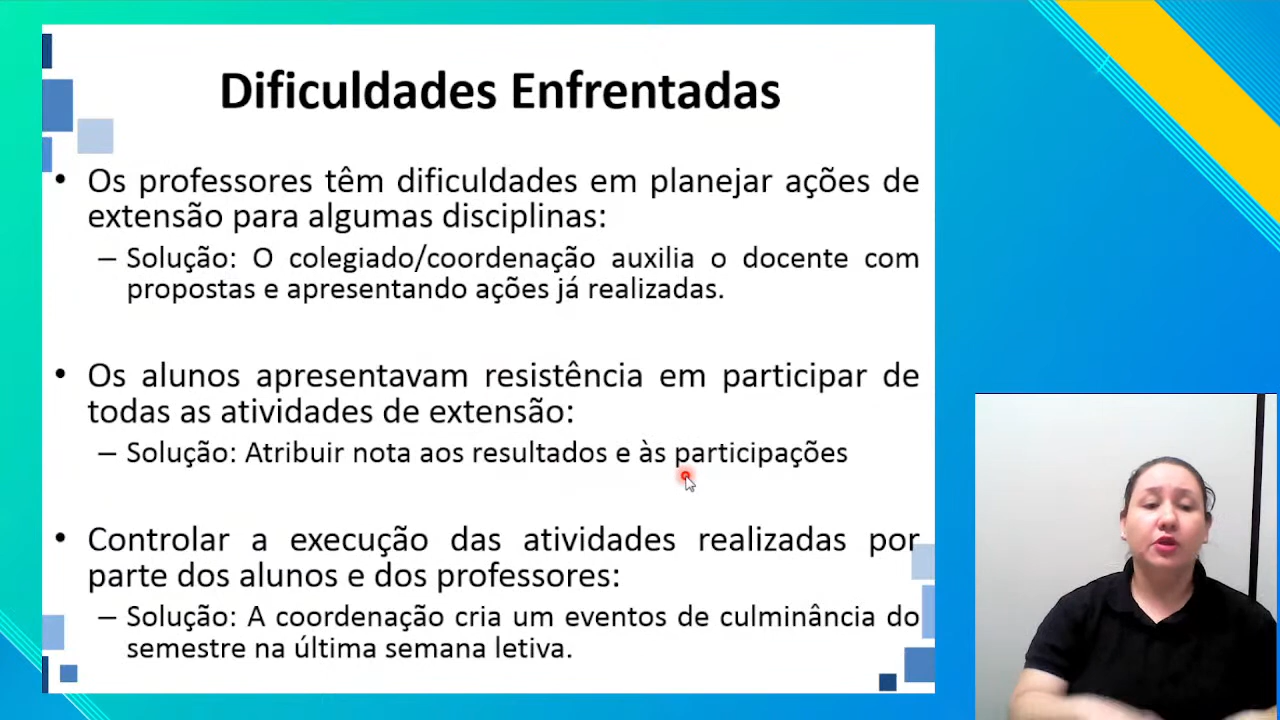 Dificuldades Enfrentadas
• Os professores têm dificuldades em planejar ações de
extensão para algumas disciplinas:
– Solução: O colegiado/coordenação auxilia o docente com
propostas e apresentando ações já realizadas.
• Os alunos apresentavam resistência em participar de
todas as atividades de extensão:
– Solução: Atribuir nota aos resultados e às participações
• Controlar a execução das atividades realizadas por
parte dos alunos e dos professores:
– Solução: A coordenação cria um eventos de culminância do
semestre na última semana letiva.